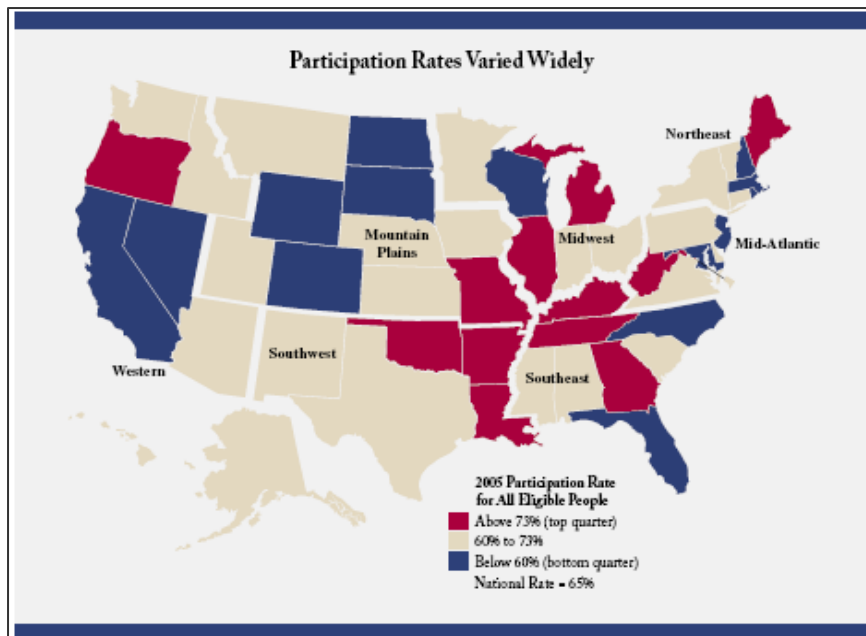 Participation Rates Varied Widely
Northeast
Mountain
Plains
Midwest
Mid-Atlantic
Southwest
Western
Southeast
2005 Participation Rate
for All Eligible People
Above 73% (top quarter)
60% to 73%
Below 60% (bottom quarter)
National Rate = 65%